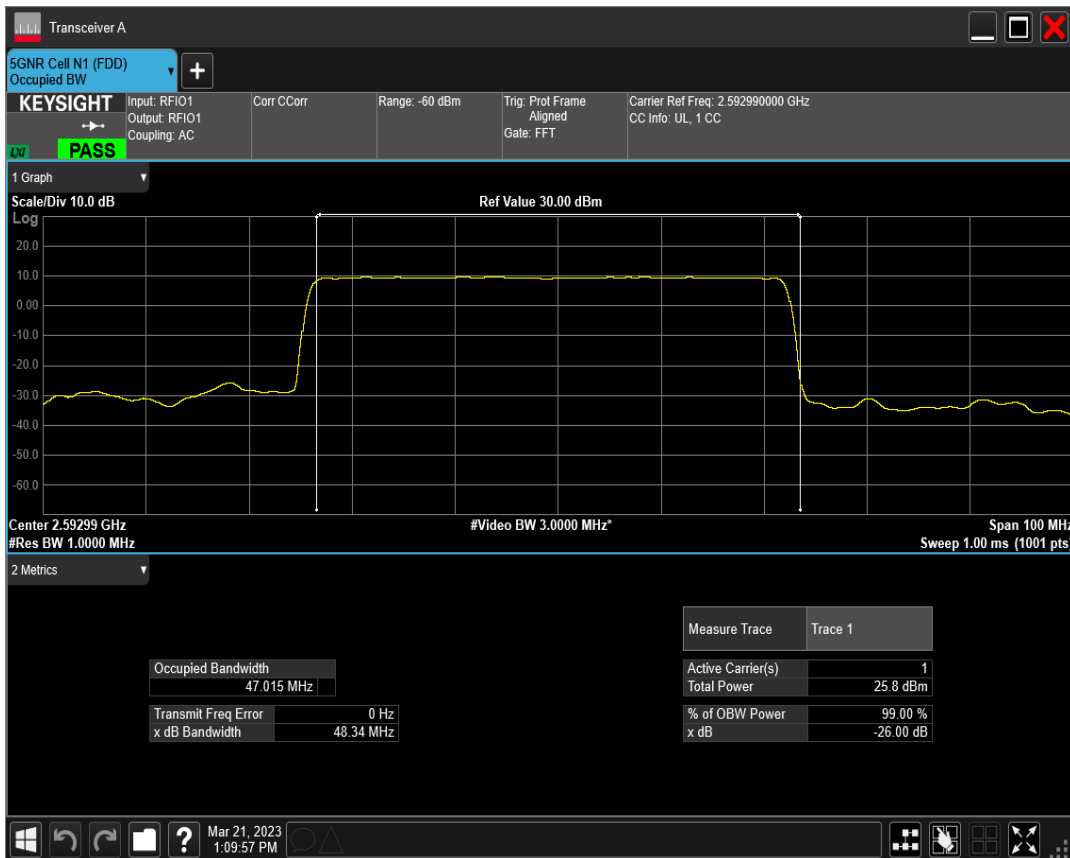 Transceiver A
5GNR Cell N1 (FDD)
Occupied BW
+
KEYSIGHT
LXI
PASS
Input: RFIO1
Output: RFIO1
Coupling: AC
Corr CCorr
Range: -60 dBm
Trig: Prot Frame
Aligned
Gate: FFT
Carrier Ref Freq: 2.592990000 GHz
CC Info: UL, 1 CC
1 Graph
Scale/Div 10.0 dB
Ref Value 30.00 dBm
Log
20.0
10.0
0.00
-10.0
-20.0
-30.0
-40.0
-50.0
-60.0
Center 2.59299 GHz
#Video BW 3.0000 MHz*
Span 100 MHz
#Res BW 1.0000 MHz
Sweep 1.00 ms (1001 pts)
2 Metrics
Measure Trace Trace 1
Occupied Bandwidth
47.015 MHz
Active Carrier(s) 1
Total Power 25.8 dBm
Transmit Freq Error 0 Hz
x dB Bandwidth 48.34 MHz
% of OBW Power 99.00 %
x dB -26.00 dB
?
Mar 21, 2023
1:09:57 PM